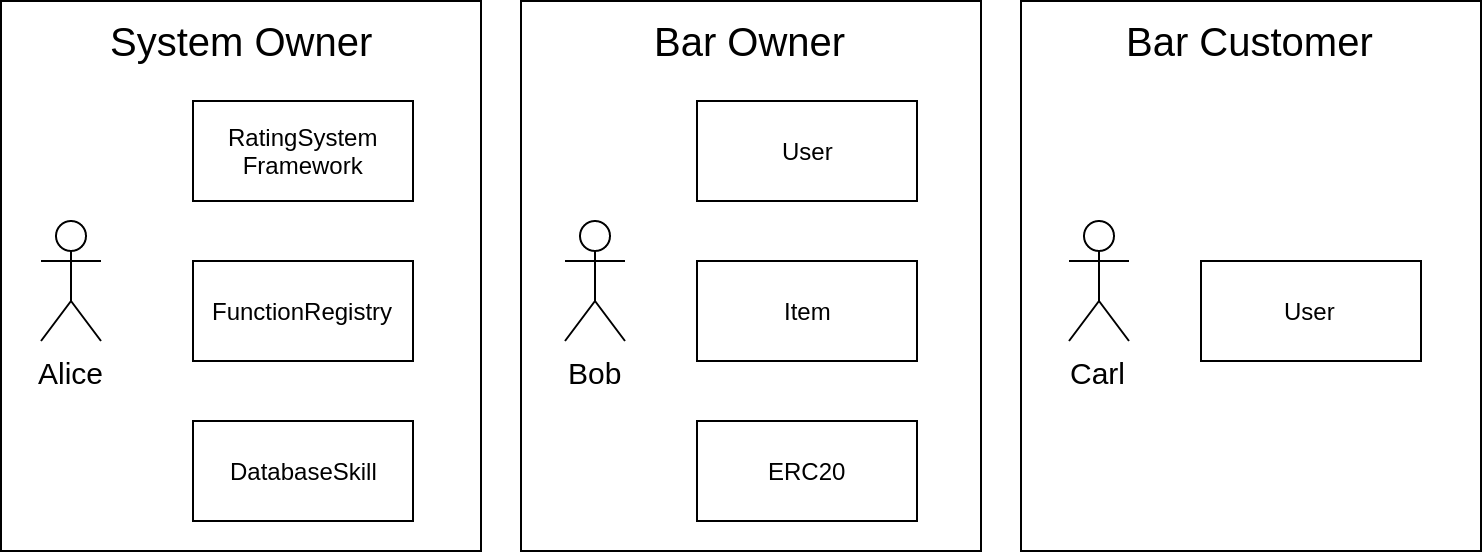 System Owner
RatingSystem
Framework
FunctionRegistry
Alice
DatabaseSkill
Bar Owner
User
Item
Bob
ERC20
Bar Customer
User
Carl